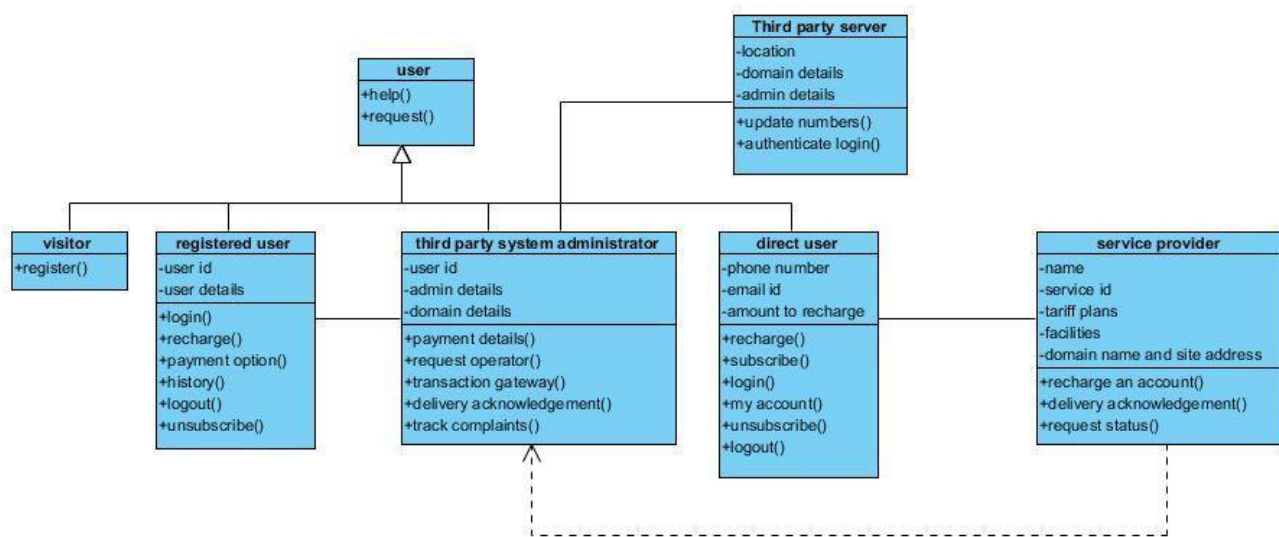 Third party server
-location
-domain details
-admin details
+update numbers()
+authenticate login()
user
+help()
+request()
visitor
+register()
registered user
-user id
-user details
+login()
+recharge()
+payment option()
+history()
+logout()
+unsubscribe()
third party system administrator
-user id
-admin details
-domain details
+payment details()
+request operator()
+transaction gateway()
+delivery acknowledgement()
+track complaints()
direct user
-phone number
-email id
-amount to recharge
+recharge()
+subscribe()
+login()
+my account()
+unsubscribe()
+logout()
service provider
-name
-service id
-tariff plans
-facilities
-domain name and site address
+recharge an account()
+delivery acknowledgement()
+request status()